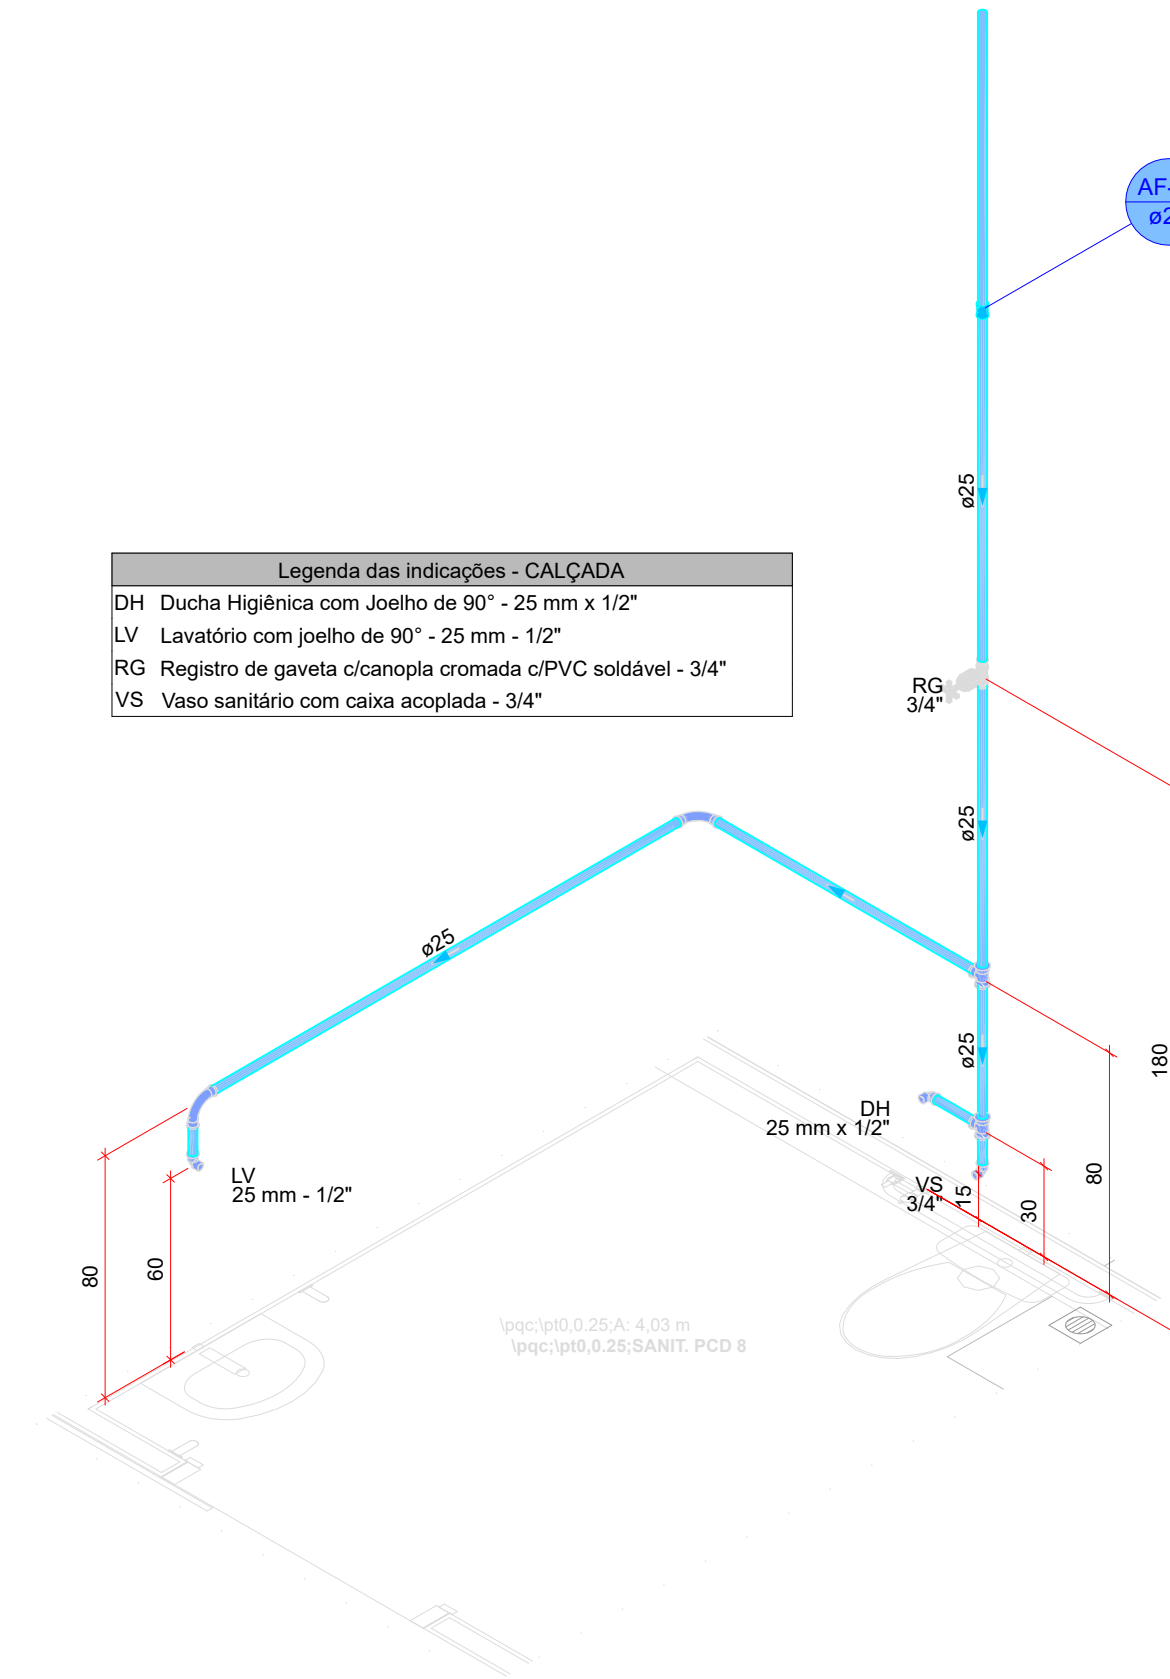 AF-
ø2
ø25
Legenda das indicações - CALÇADA
DH Ducha Higiênica com Joelho de 90° - 25 mm x 1/2"
LV Lavatório com joelho de 90° - 25 mm - 1/2"
RG Registro de gaveta c/canopla cromada c/PVC soldável - 3/4"
VS Vaso sanitário com caixa acoplada - 3/4"
RG
3/4"
ø25
ø25
ø25
180
DH
25 mm x 1/2"
80
LV
25 mm - 1/2"
VS
3/4"
15
30
80
60
\pqc;\pt0,0.25;A: 4,03 m
\pqc;\pt0,0.25;SANIT. PCD 8